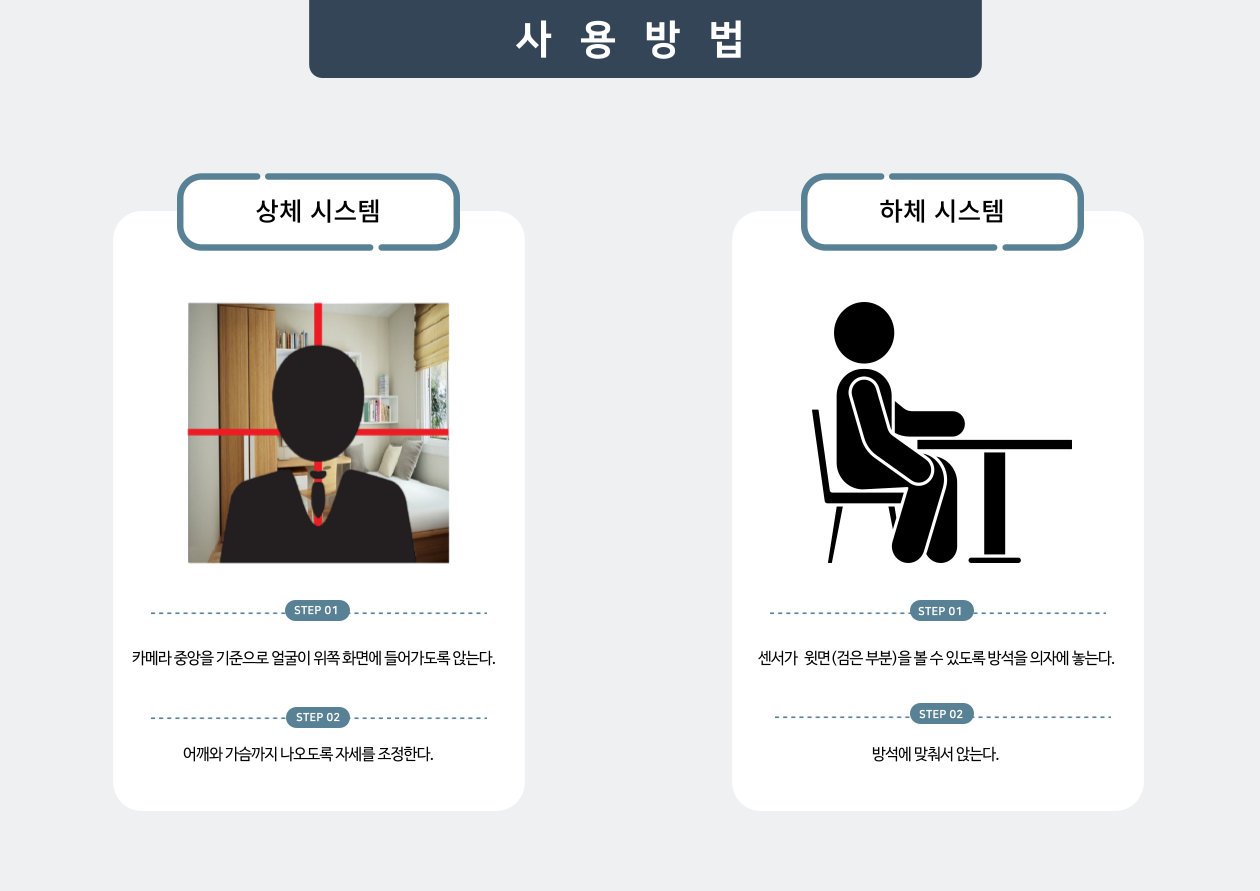 사 용 방 법
상체 시스템
STEP 01
카메라 중앙을 기준으로 얼굴이 위쪽 화면에 들어가도록 앉는다.
STEP 02
어깨와 가슴까지 나오도록 자세를 조정한다.
하체 시스템
STEP 01
센서가 윗면(검은 부분)을 볼 수 있도록 방석을 의자에 놓는다.
STEP 02
방석에 맞춰서 앉는다.